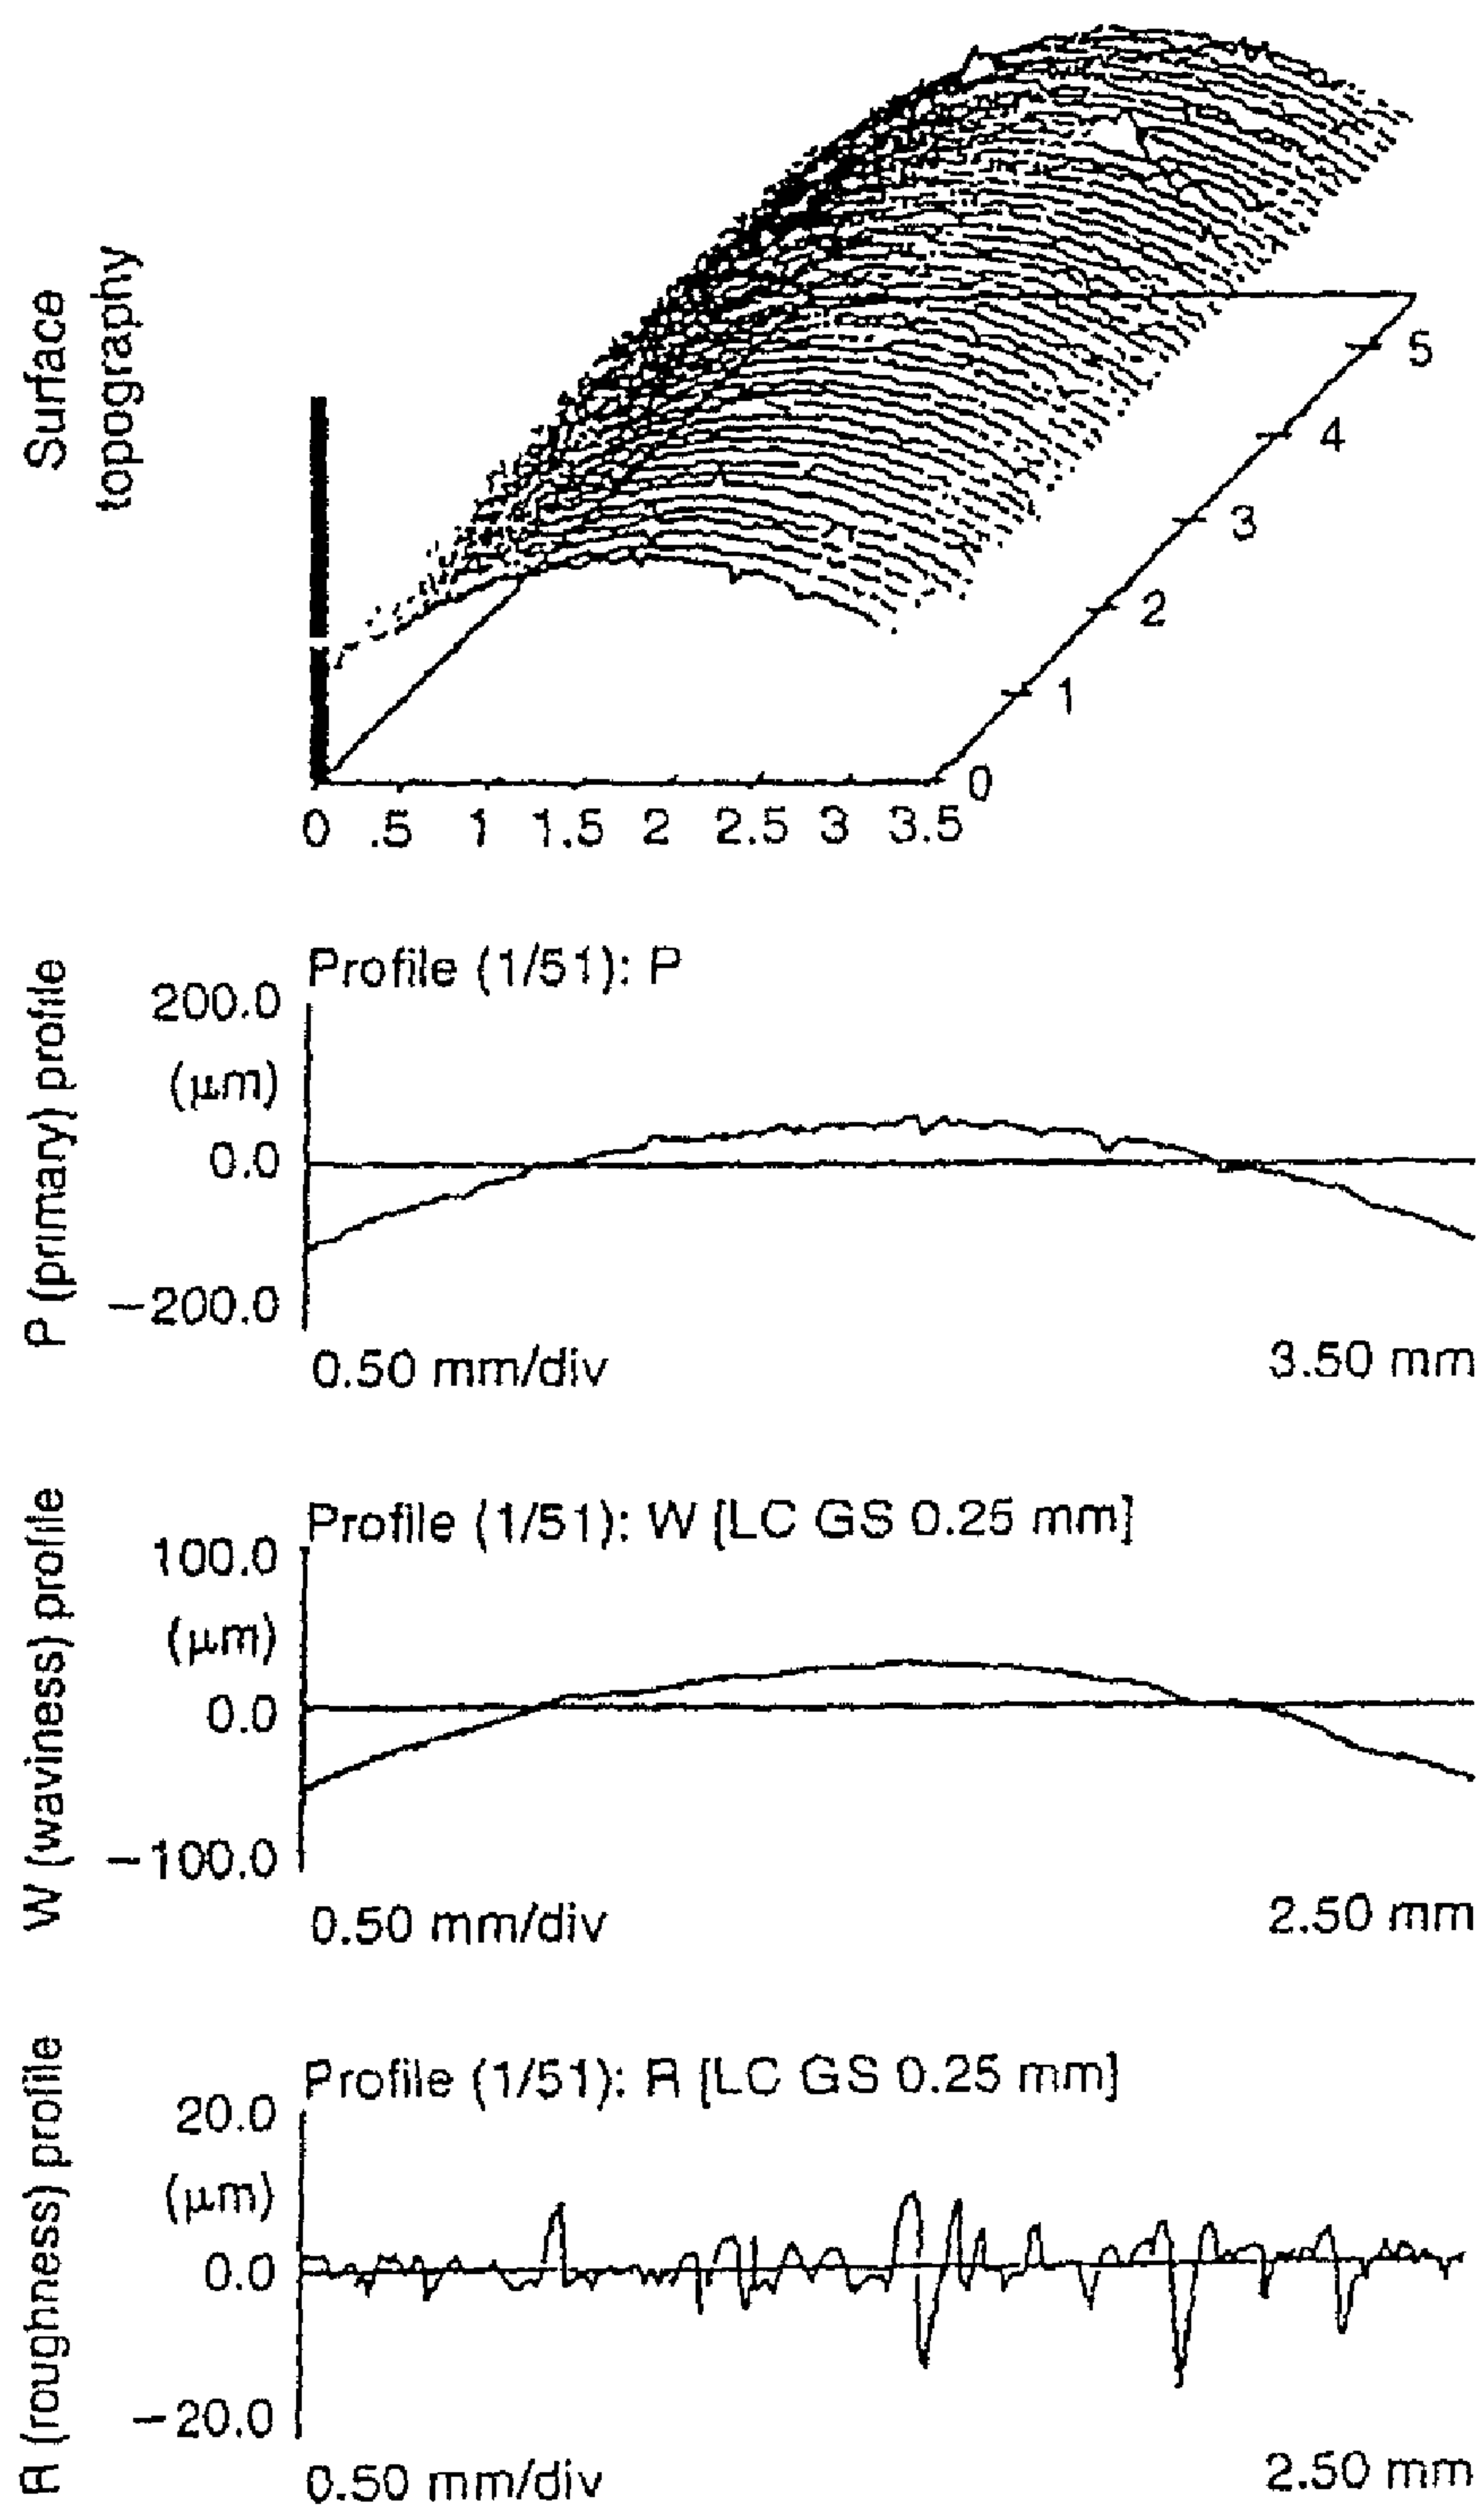 Surface
topography
5
4
3
2
1
0
0 .5 1 1.5 2 2.5 3 3.5
P (primary) profile
Profile (1/51): P
200.0
(μm)
0.0
−200.0
0.50 mm/div 3.50 mm
W (waviness) profile
Profile (1/51): W [LC GS 0.25 mm]
100.0
(μm)
0.0
−100.0
0.50 mm/div 2.50 mm
R (roughness) profile
Profile (1/51): R [LC GS 0.25 mm]
20.0
(μm)
0.0
−20.0
0.50 mm/div 2.50 mm